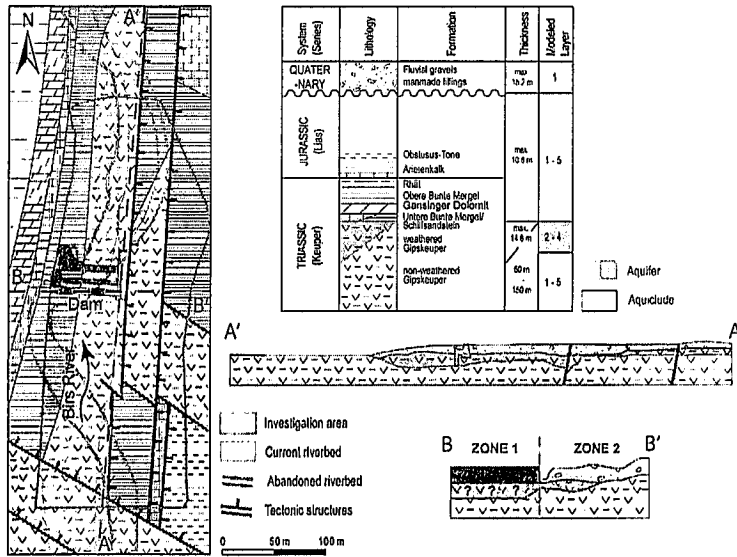 N
A'
B
B'
Dam
Birs River
A
System
(Series)
Lithology
Formation
Thickness
Modeled
Layer
QUATER
-NARY
Fluvial gravels
manmade fillings
max
1
JURASSIC
(Lias)
Obtusus-Tone
Arietenkalk
max.
10.6 m
1 - 5
TRIASSIC
(Keuper)
Rhät
Obere Bunte Mergel
Gansinger Dolomit
Untere Bunte Mergel/
Schilfsandstein
weathered
Gipskeuper
max.
14.6 m
2 - 4
non-weathered
Gipskeuper
50 m
-
150 m
1 - 5
Aquifer
Aquiclude
A'
A
Investigation area
Current riverbed
Abandoned riverbed
Tectonic structures
0 50 m 100 m
B ZONE 1 ZONE 2 B'
? ? ? ?